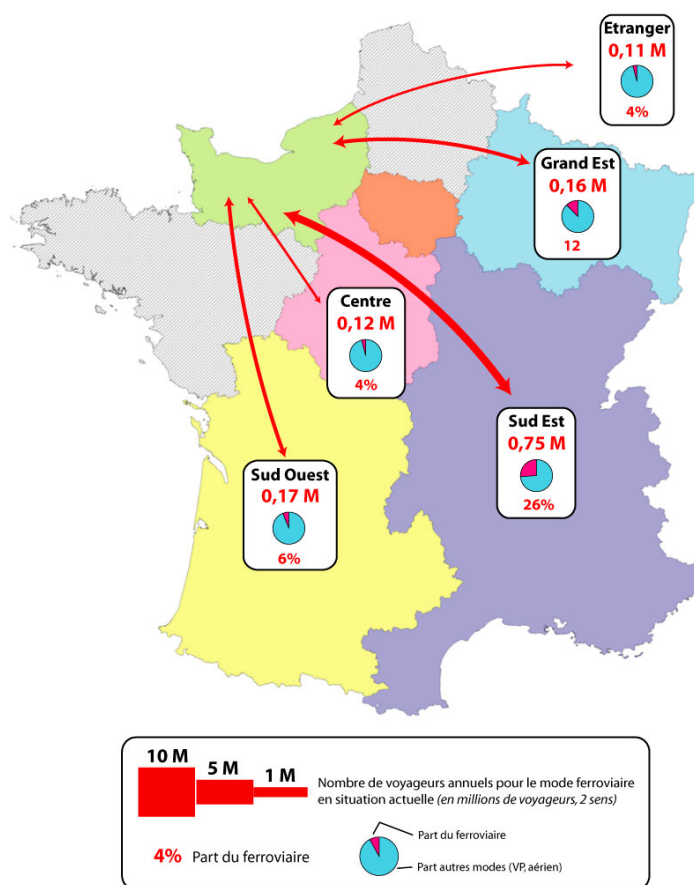 Etranger
0,11 M
4%
Grand Est
0,16 M
12
Centre
0,12 M
4%
Sud Est
0,75 M
26%
Sud Ouest
0,17 M
6%
10 M
5 M
1 M
Nombre de voyageurs annuels pour le mode ferroviaire
en situation actuelle (en millions de voyageurs, 2 sens)
4% Part du ferroviaire
Part du ferroviaire
Part autres modes (VP, aérien)